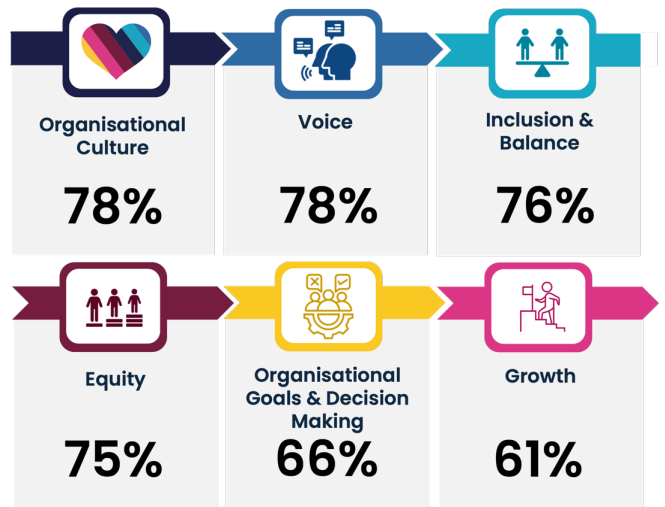 Organisational
Culture
78%
Voice
78%
Inclusion &
Balance
76%
Equity
75%
Organisational
Goals & Decision
Making
66%
Growth
61%